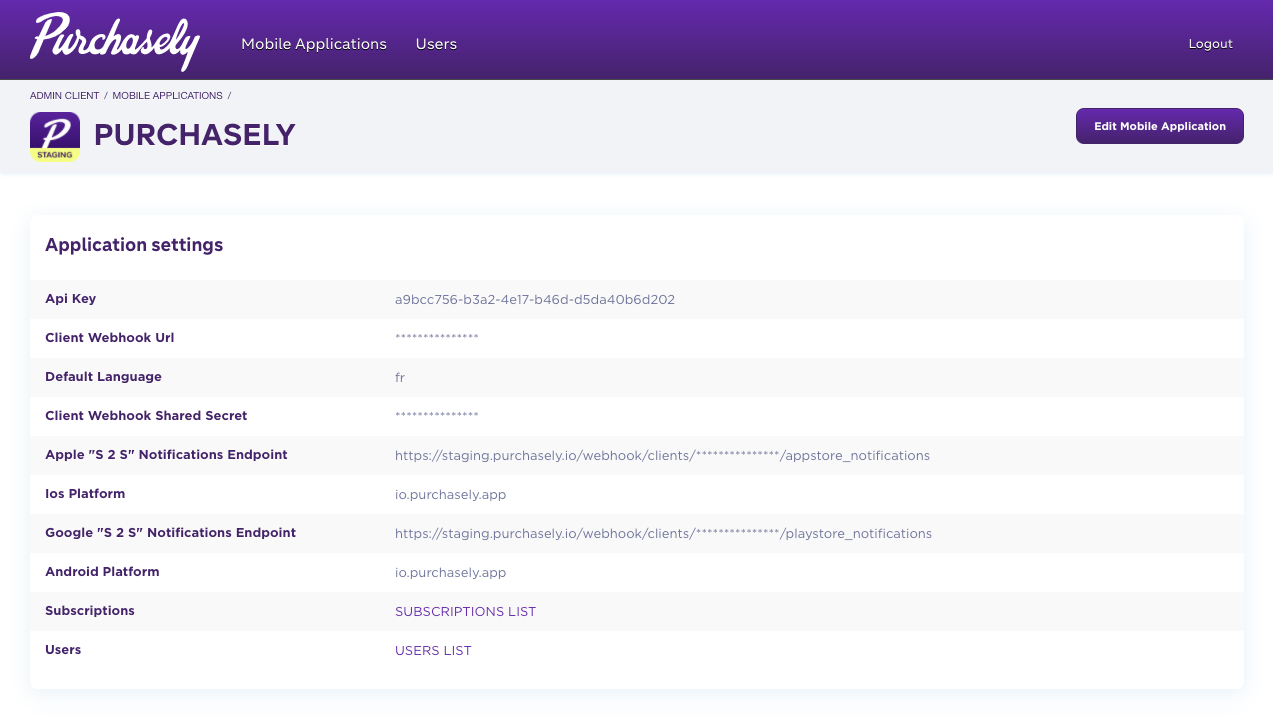 Purchasely Mobile Applications Users Logout
ADMIN CLIENT / MOBILE APPLICATIONS /
P STAGING PURCHASELY Edit Mobile Application
Application settings
Api Key a9bcc756-b3a2-4e17-b46d-d5da40b6d202
Client Webhook Url ***************
Default Language fr
Client Webhook Shared Secret ***************
Apple "S 2 S" Notifications Endpoint https://staging.purchasely.io/webhook/clients/***************/appstore_notifications
Ios Platform io.purchasely.app
Google "S 2 S" Notifications Endpoint https://staging.purchasely.io/webhook/clients/***************/playstore_notifications
Android Platform io.purchasely.app
Subscriptions SUBSCRIPTIONS LIST
Users USERS LIST